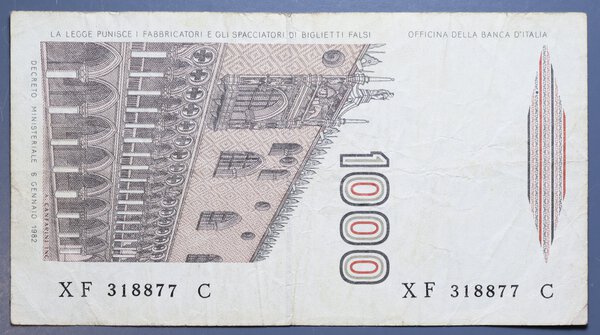 LA LEGGE PUNISCE I FABBRICATORI E GLI SPACCIATORI DI BIGLIETTI FALSI
OFFICINA DELLA BANCA D'ITALIA
DECRETO MINISTERIALE 6 GENNAIO 1982
1000
XF 318877 C
XF 318877 C